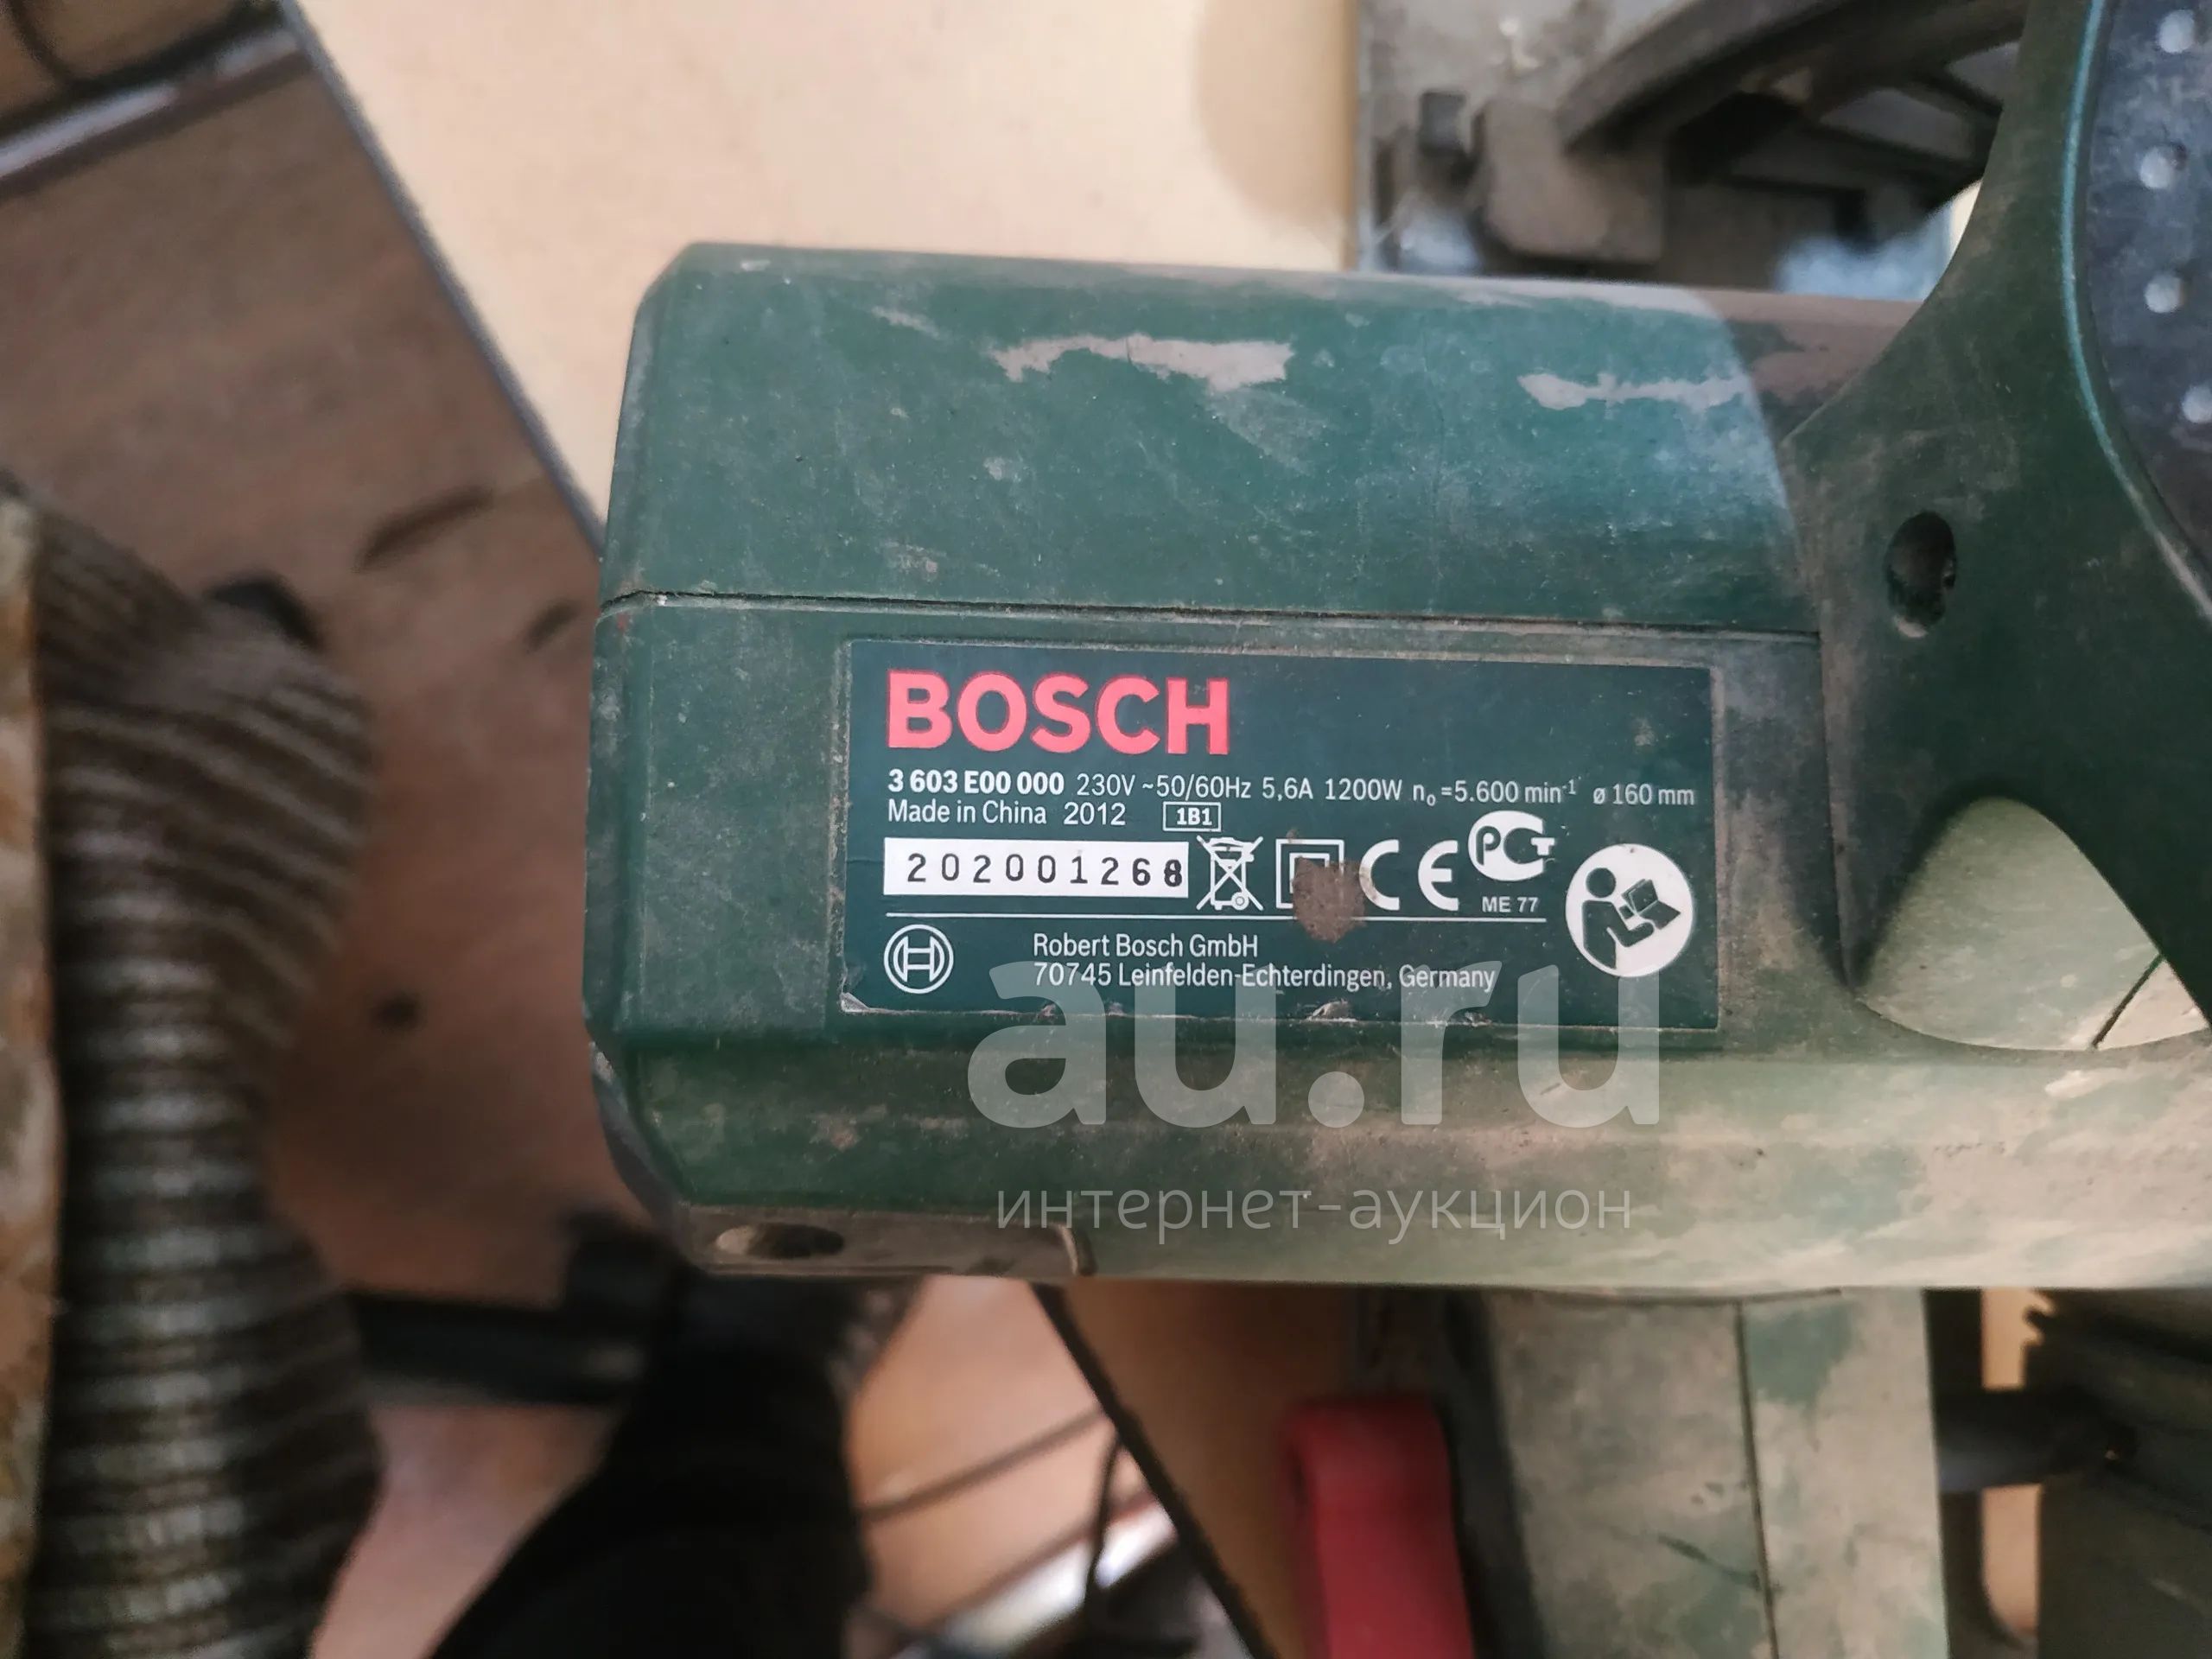 BOSCH
3 603 E00 000 230V ~50/60Hz 5,6A 1200W n₀ =5.600 min⁻¹ ø 160 mm
Made in China 2012 1B1
202001268
CE
РСТ
ME 77
Robert Bosch GmbH
70745 Leinfelden-Echterdingen, Germany
au.ru
интернет-аукцион